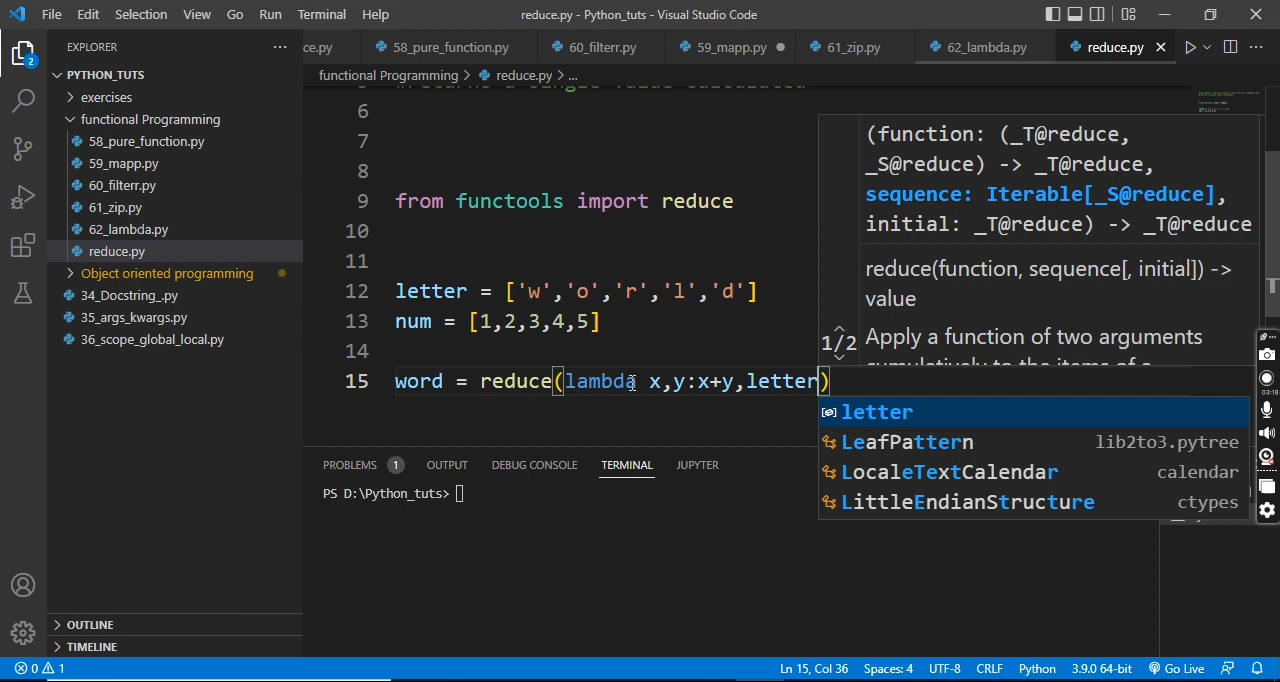 File Edit Selection View Go Run Terminal Help
reduce.py - Python_tuts - Visual Studio Code
EXPLORER
ce.py 58_pure_function.py 60_filterr.py 59_mapp.py 61_zip.py 62_lambda.py reduce.py
functional Programming > reduce.py > ...
2
PYTHON_TUTS
exercises
functional Programming
58_pure_function.py
59_mapp.py
60_filterr.py
61_zip.py
62_lambda.py
reduce.py
Object oriented programming
34_Docstring_.py
35_args_kwargs.py
36_scope_global_local.py
OUTLINE
TIMELINE
6
7
8
9 from functools import reduce
10
11
12 letter = ['w','o','r','l','d']
13 num = [1,2,3,4,5]
14
15 word = reduce(lambda x,y:x+y,letter)
(function: (_T@reduce,
_S@reduce) -> _T@reduce,
sequence: Iterable[_S@reduce],
initial: _T@reduce) -> _T@reduce
reduce(function, sequence[, initial]) ->
value
1/2
Apply a function of two arguments
letter
LeafPattern lib2to3.pytree
LocaleTextCalendar calendar
LittleEndianStructure ctypes
PROBLEMS 1 OUTPUT DEBUG CONSOLE TERMINAL JUPYTER
PS D:\Python_tuts>
03:18
0 1 Ln 15, Col 36 Spaces: 4 UTF-8 CRLF Python 3.9.0 64-bit Go Live